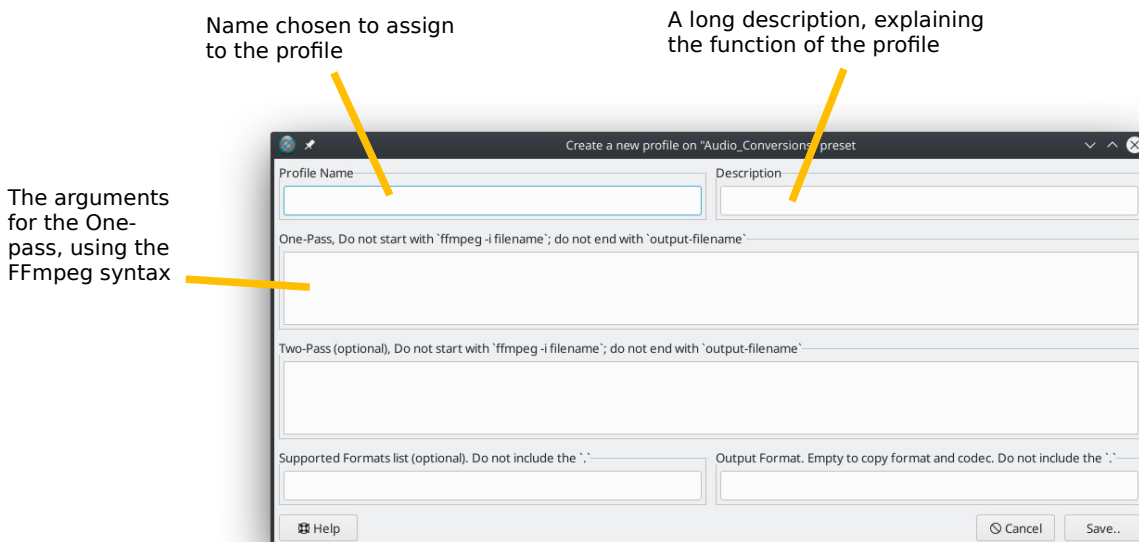 Name chosen to assign
to the profile
A long description, explaining
the function of the profile
Create a new profile on "Audio_Conversions" preset
The arguments
for the One-
pass, using the
FFmpeg syntax
Profile Name
Description
One-Pass, Do not start with `ffmpeg -i filename`; do not end with `output-filename`
Two-Pass (optional), Do not start with `ffmpeg -i filename`; do not end with `output-filename`
Supported Formats list (optional). Do not include the `.`
Output Format. Empty to copy format and codec. Do not include the `.`
Help
Cancel
Save..